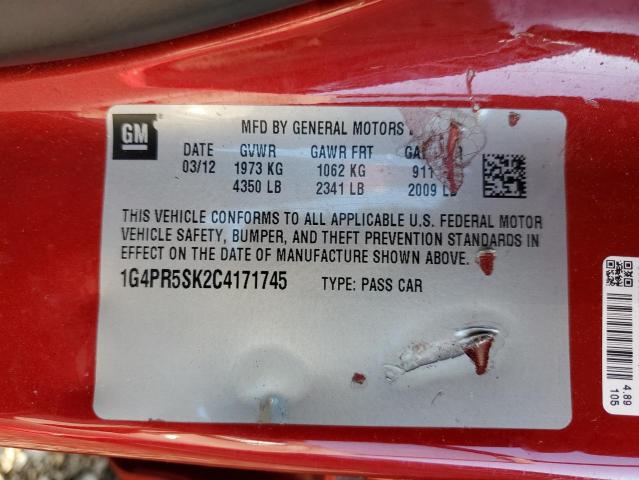 GM
MFD BY GENERAL MOTORS
DATE GVWR GAWR FRT
03/12 1973 KG 1062 KG 911
4350 LB 2341 LB 2009 LB
THIS VEHICLE CONFORMS TO ALL APPLICABLE U.S. FEDERAL MOTOR
VEHICLE SAFETY, BUMPER, AND THEFT PREVENTION STANDARDS IN
EFFECT ON THE DATE OF MANUFACTURE SHOWN ABOVE.
1G4PR5SK2C4171745 TYPE: PASS CAR
4.89
105